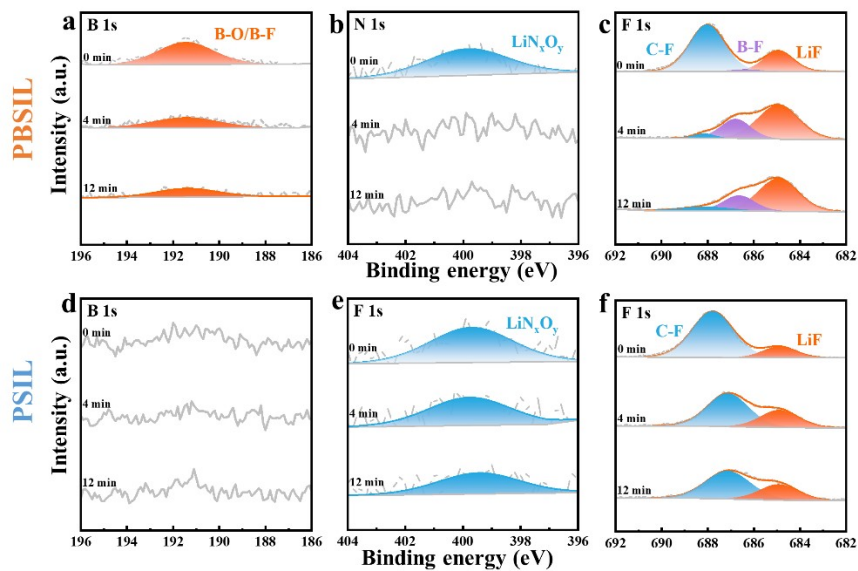 PBSIL
Intensity (a.u.)
a
B 1s
B-O/B-F
0 min
4 min
12 min
196 194 192 190 188 186
b
N 1s
LiNxOy
0 min
4 min
12 min
404 402 400 398 396
Binding energy (eV)
c
F 1s
C-F
B-F
LiF
0 min
4 min
12 min
692 690 688 686 684 682
PSIL
Intensity (a.u.)
d
B 1s
0 min
4 min
12 min
196 194 192 190 188 186
e
F 1s
LiNxOy
0 min
4 min
12 min
404 402 400 398 396
Binding energy (eV)
f
F 1s
C-F
LiF
0 min
4 min
12 min
692 690 688 686 684 682